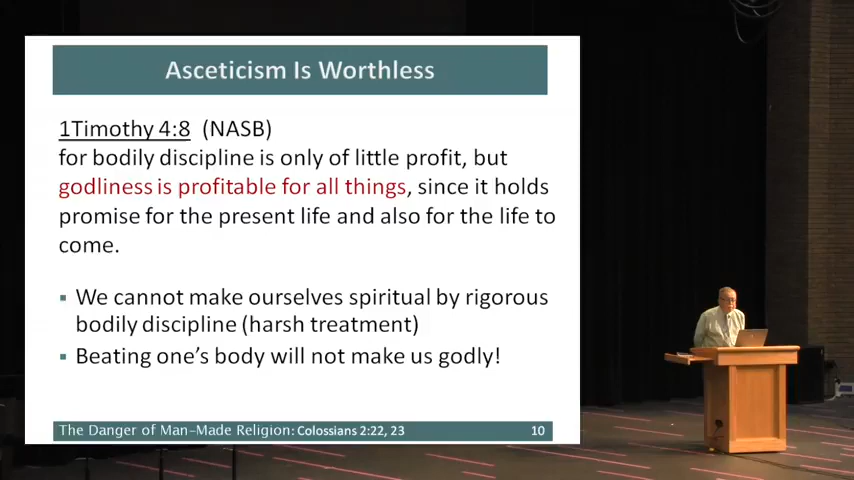 Asceticism Is Worthless
1Timothy 4:8 (NASB)
for bodily discipline is only of little profit, but
godliness is profitable for all things, since it holds
promise for the present life and also for the life to
come.
▪ We cannot make ourselves spiritual by rigorous
bodily discipline (harsh treatment)
▪ Beating one’s body will not make us godly!
The Danger of Man-Made Religion: Colossians 2:22, 23 10